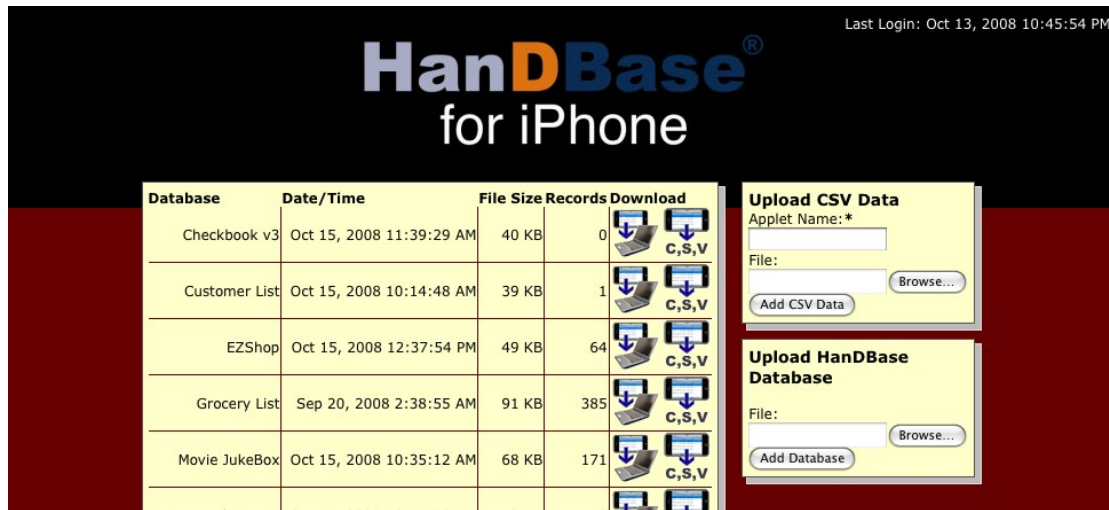 Last Login: Oct 13, 2008 10:45:54 PM
HanDBase®
for iPhone
Database Date/Time File Size Records Download
Checkbook v3 Oct 15, 2008 11:39:29 AM 40 KB 0 C,S,V
Customer List Oct 15, 2008 10:14:48 AM 39 KB 1 C,S,V
EZShop Oct 15, 2008 12:37:54 PM 49 KB 64 C,S,V
Grocery List Sep 20, 2008 2:38:55 AM 91 KB 385 C,S,V
Movie JukeBox Oct 15, 2008 10:35:12 AM 68 KB 171 C,S,V
Upload CSV Data
Applet Name:*
File:
Browse...
Add CSV Data
Upload HanDBase
Database
File:
Browse...
Add Database